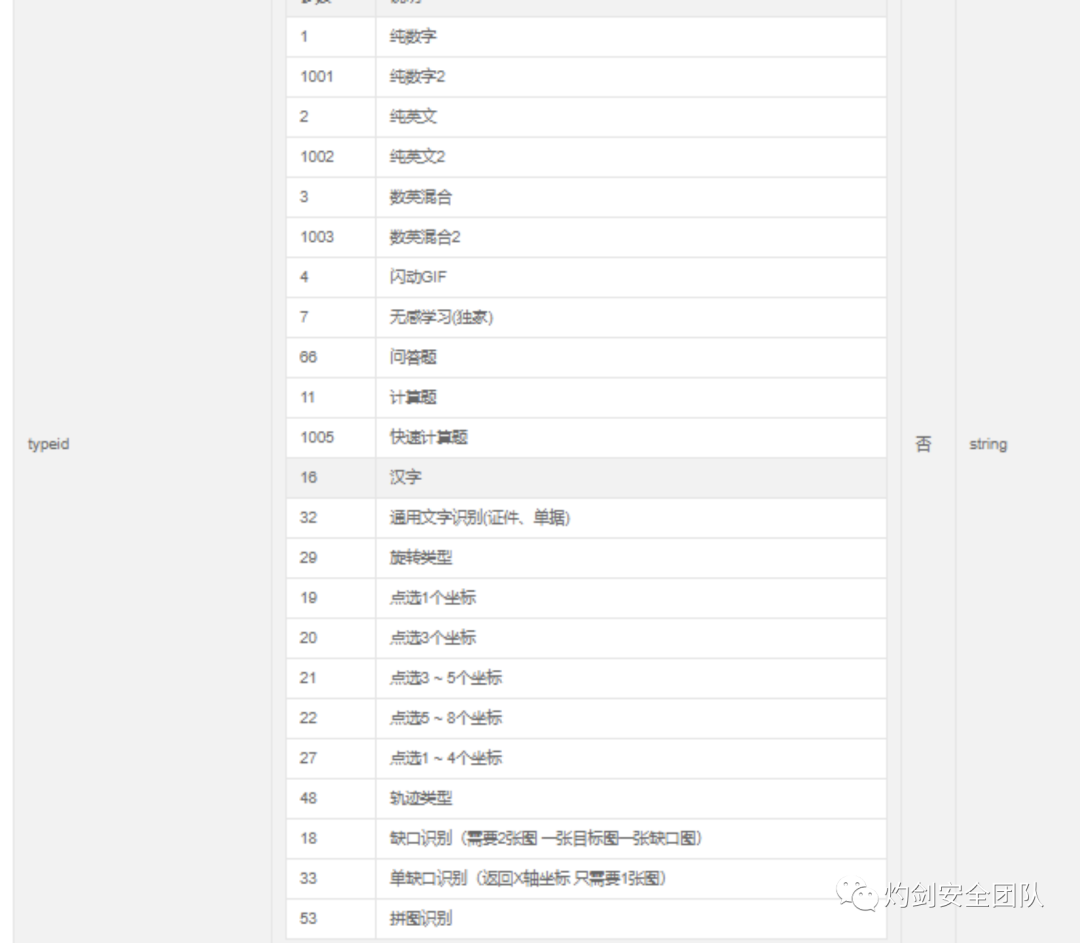 参数 说明
1 纯数字
1001 纯数字2
2 纯英文
1002 纯英文2
3 数英混合
1003 数英混合2
4 闪动GIF
7 无感学习(独家)
66 问答题
11 计算题
1005 快速计算题
typeid 否 string
16 汉字
32 通用文字识别(证件、单据)
29 旋转类型
19 点选1个坐标
20 点选3个坐标
21 点选3 ~ 5个坐标
22 点选5 ~ 8个坐标
27 点选1 ~ 4个坐标
48 轨迹类型
18 缺口识别（需要2张图 一张目标图一张缺口图）
33 单缺口识别（返回X轴坐标 只需要1张图）
灼剑安全团队
53 拼图识别